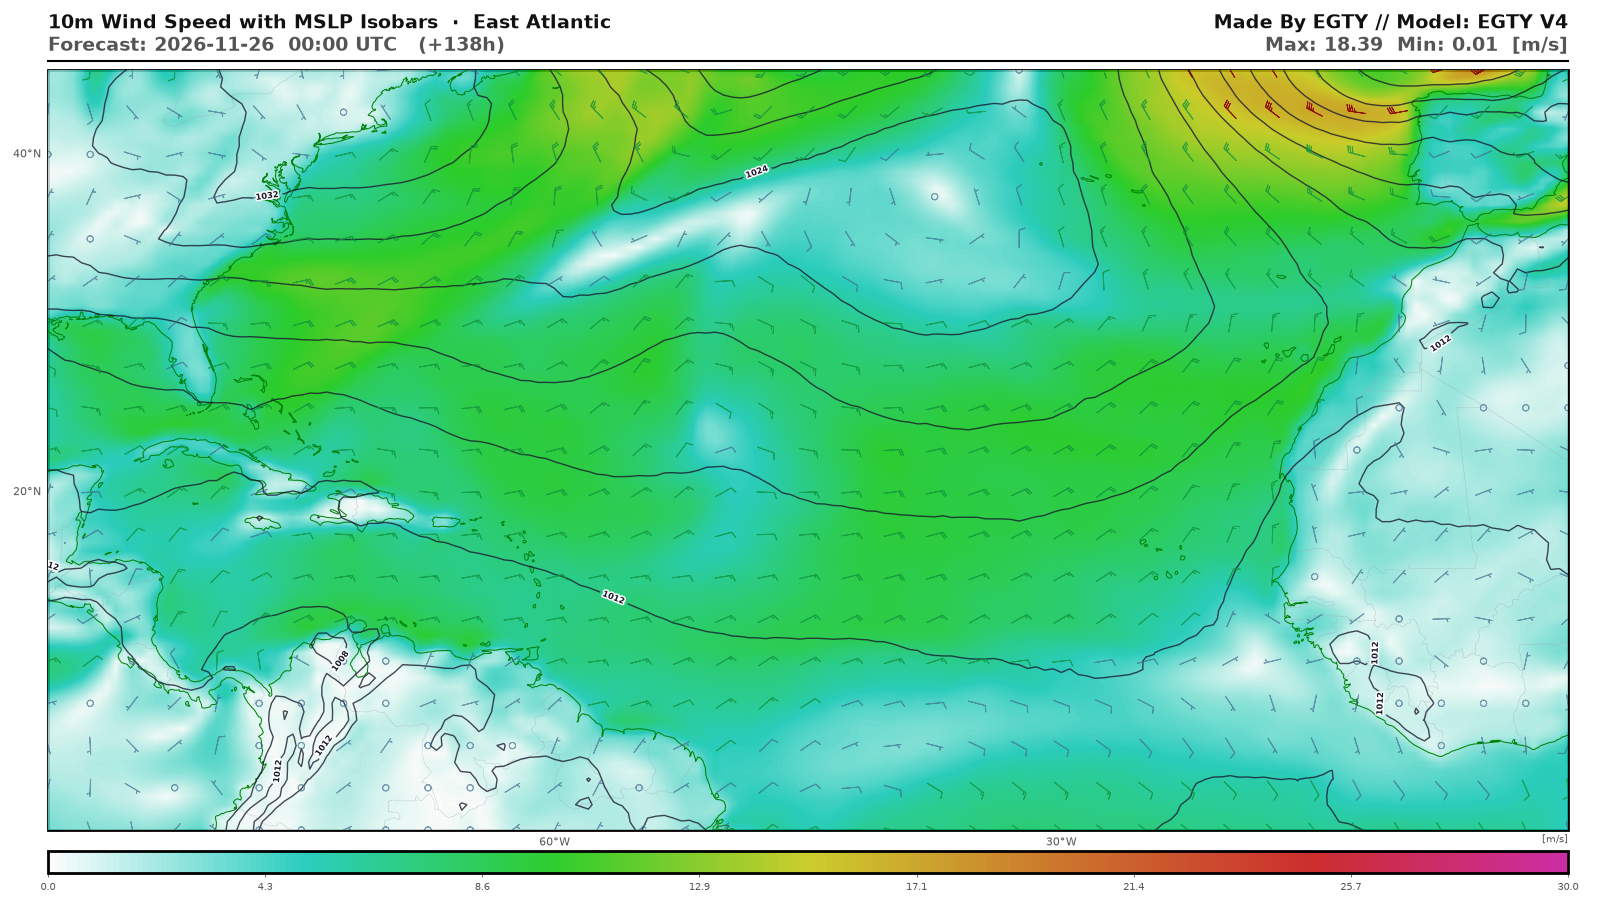 10m Wind Speed with MSLP Isobars · East Atlantic
Made By EGTY // Model: EGTY V4
Forecast: 2026-11-26 00:00 UTC (+138h)
Max: 18.39 Min: 0.01 [m/s]
40°N
1024
1032
1012
20°N
12
1012
1008
1012
1012
1012
1012
60°W
30°W
[m/s]
0.0
4.3
8.6
12.9
17.1
21.4
25.7
30.0